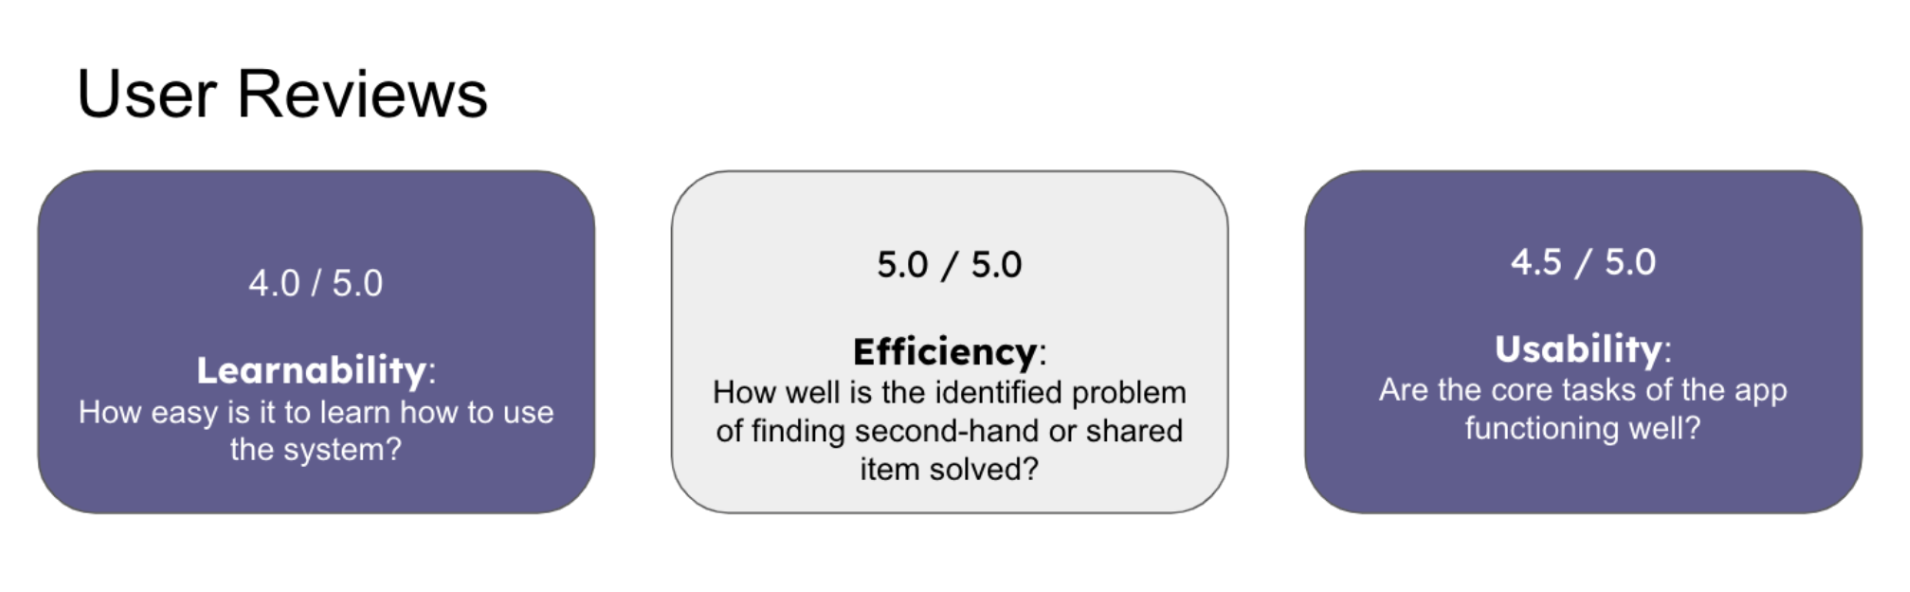 User Reviews
4.0 / 5.0
Learnability:
How easy is it to learn how to use
the system?
5.0 / 5.0
Efficiency:
How well is the identified problem
of finding second-hand or shared
item solved?
4.5 / 5.0
Usability:
Are the core tasks of the app
functioning well?